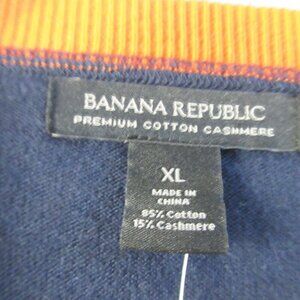 BANANA REPUBLIC
PREMIUM COTTON CASHMERE
XL
MADE IN
CHINA
85% Cotton
15% Cashmere